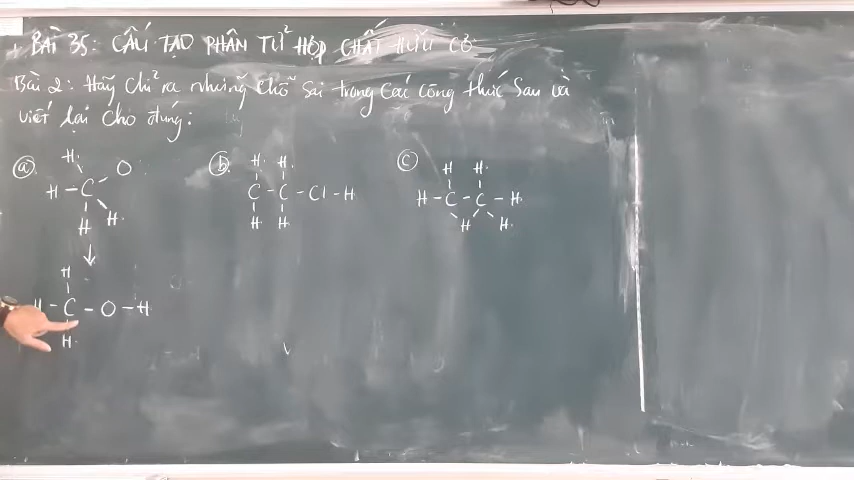 BÀI 35: CẤU TẠO PHÂN TỬ HỢP CHẤT HỮU CƠ
Bài 2: Hãy chỉ ra những chỗ sai trong các công thức sau và
viết lại cho đúng:
a
H O
H - C
H H
↓
H
H - C - O - H
H
b
H H
C - C - Cl - H
H H
c
H H
H - C - C - H
H H